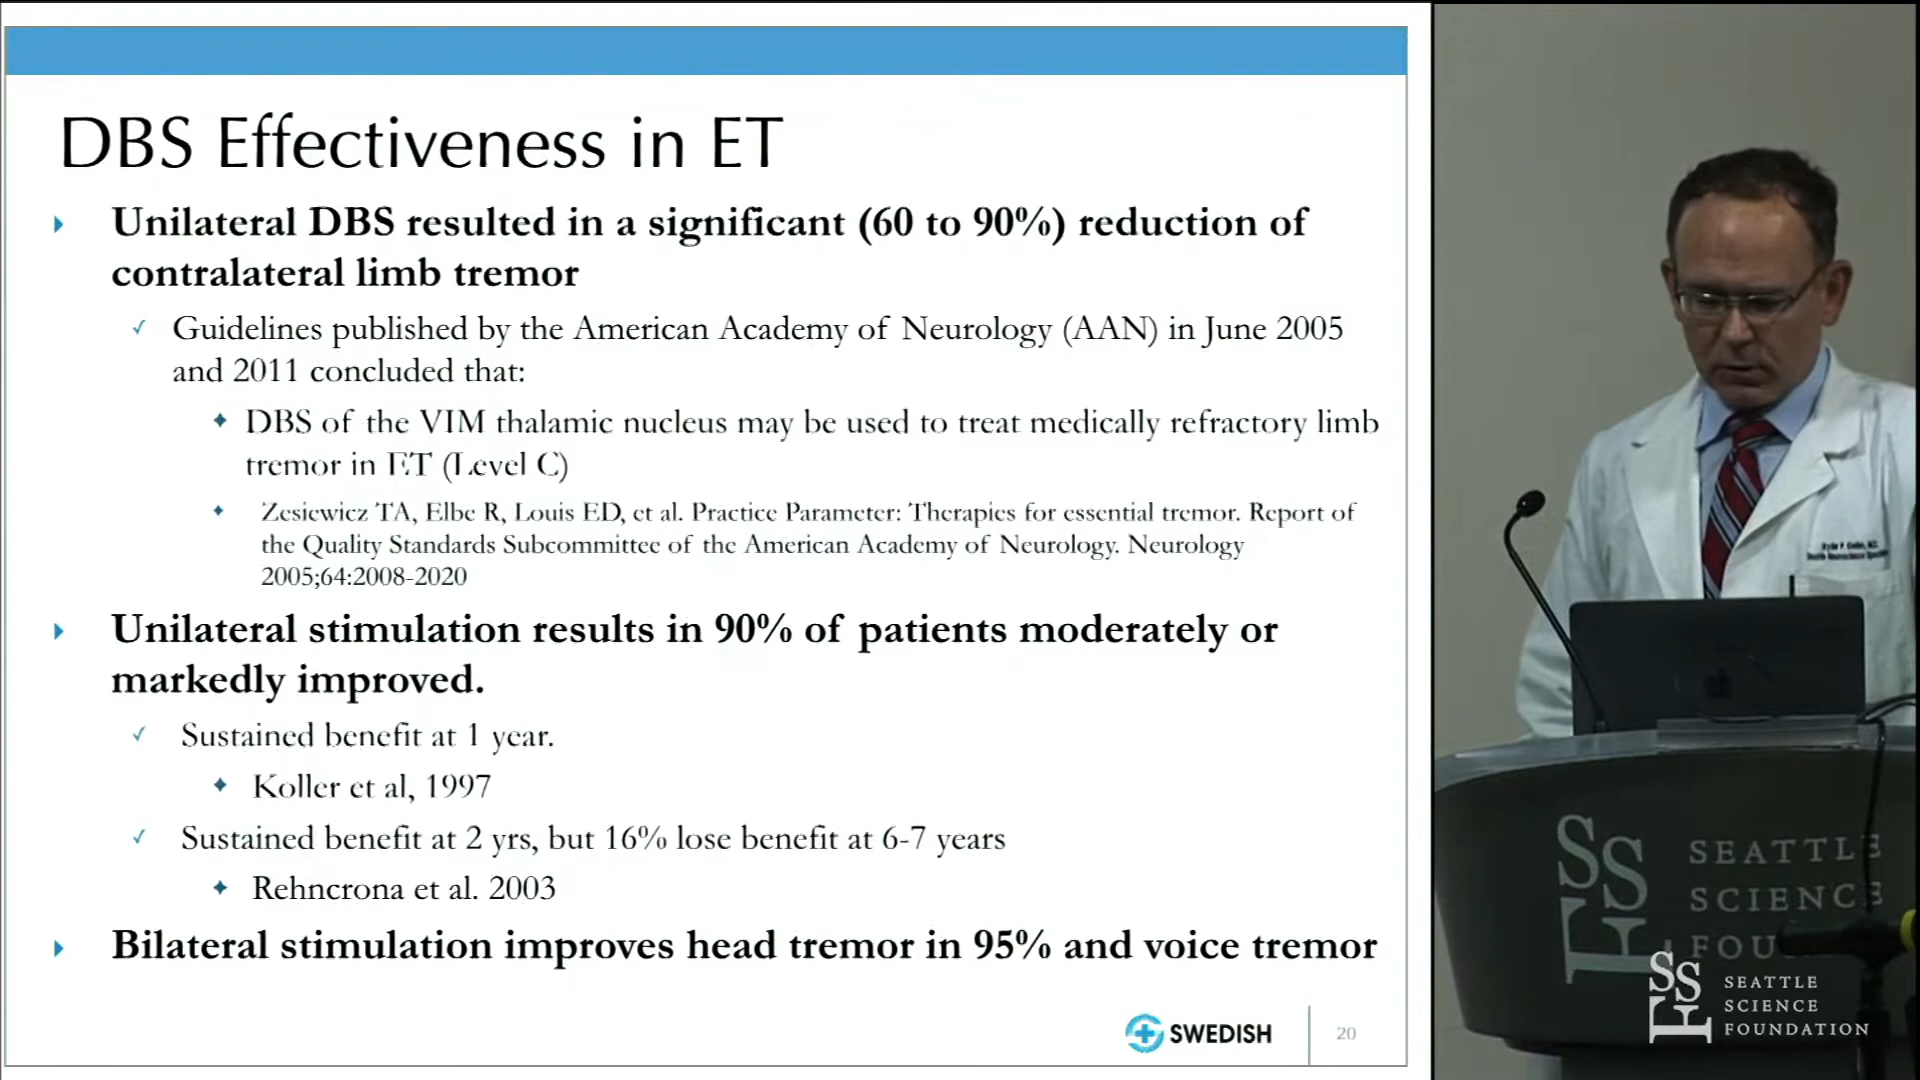 DBS Effectiveness in ET
Unilateral DBS resulted in a significant (60 to 90%) reduction of
contralateral limb tremor
Guidelines published by the American Academy of Neurology (AAN) in June 2005
and 2011 concluded that:
DBS of the VIM thalamic nucleus may be used to treat medically refractory limb
tremor in ET (Level C)
Zesiewicz TA, Elbe R, Louis ED, et al. Practice Parameter: Therapies for essential tremor. Report of
the Quality Standards Subcommittee of the American Academy of Neurology. Neurology
2005;64:2008-2020
Unilateral stimulation results in 90% of patients moderately or
markedly improved.
Sustained benefit at 1 year.
Koller et al, 1997
Sustained benefit at 2 yrs, but 16% lose benefit at 6-7 years
Rehncrona et al. 2003
Bilateral stimulation improves head tremor in 95% and voice tremor
SWEDISH
20
SSF
SEATTLE
SCIENCE
FOU
SSF
SEATTLE
SCIENCE
FOUNDATION